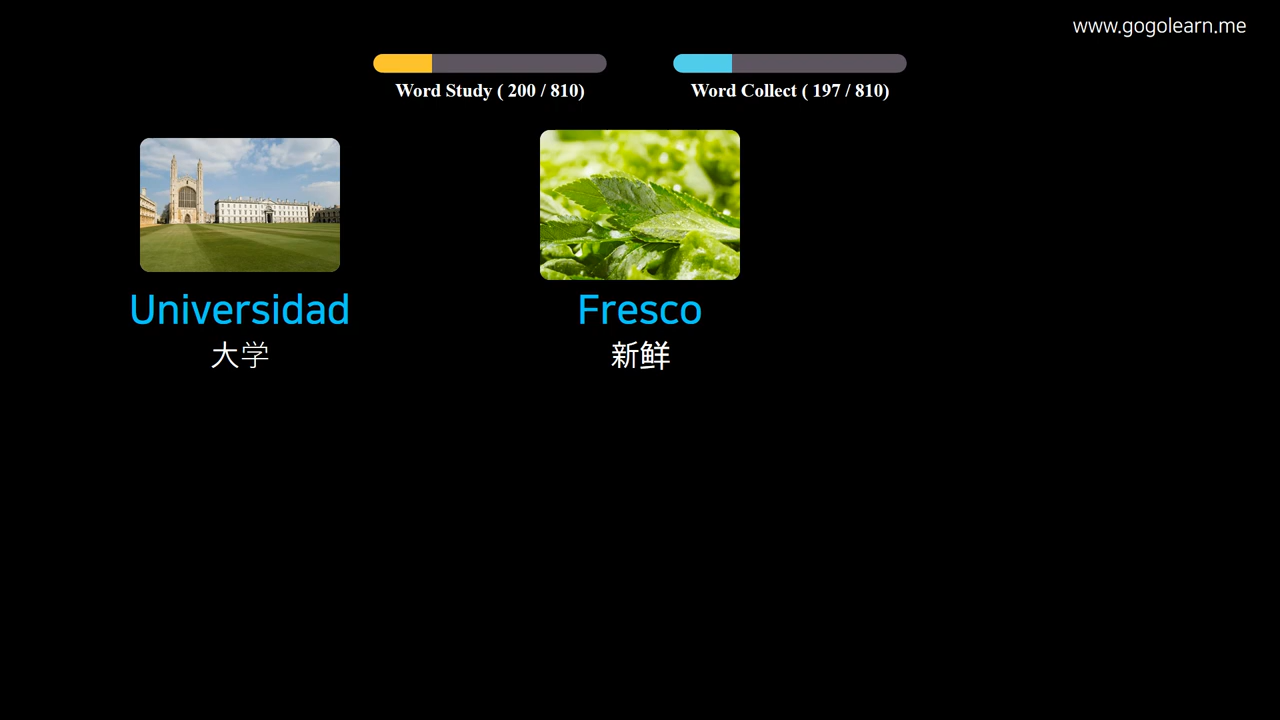 www.gogolearn.me
Word Study ( 200 / 810)
Word Collect ( 197 / 810)
Universidad
大学
Fresco
新鲜